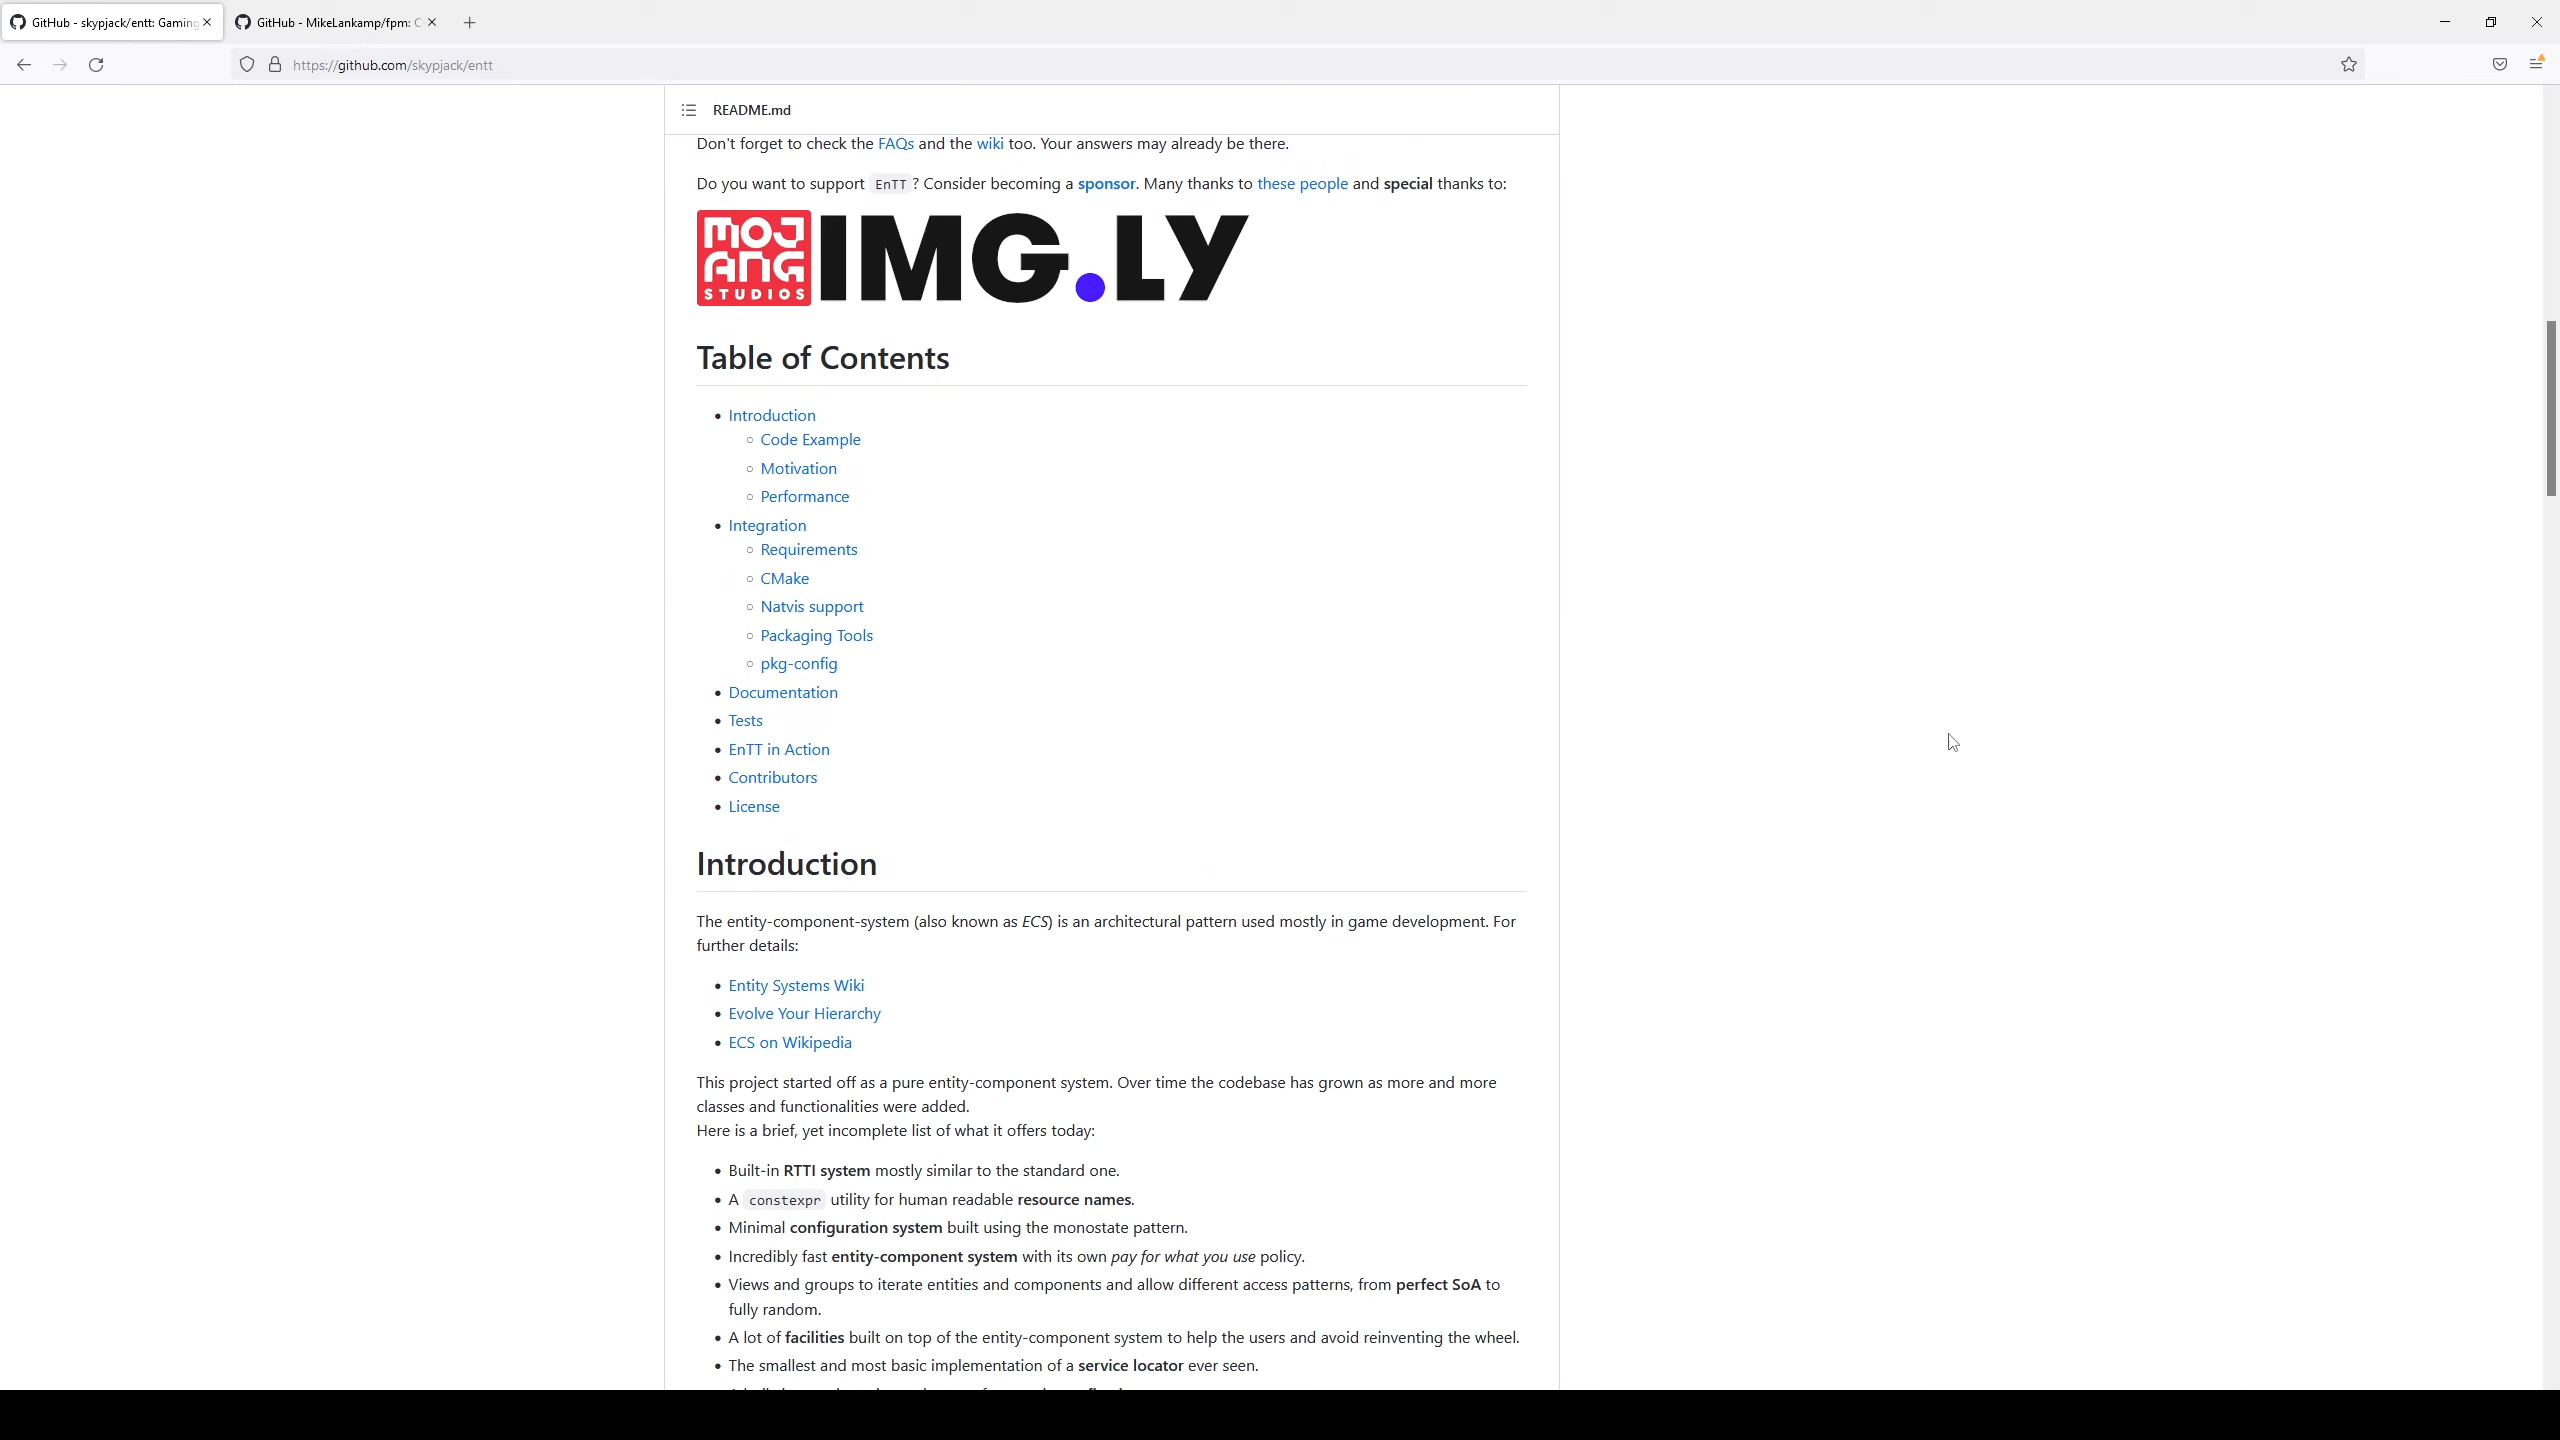 GitHub - skypjack/entt: Gaming
GitHub - MikeLankamp/fpm: C
https://github.com/skypjack/entt
README.md
Don't forget to check the FAQs and the wiki too. Your answers may already be there.
Do you want to support EnTT? Consider becoming a sponsor. Many thanks to these people and special thanks to:
MOJANG STUDIOS
IMG.LY
Table of Contents
Introduction
Code Example
Motivation
Performance
Integration
Requirements
CMake
Natvis support
Packaging Tools
pkg-config
Documentation
Tests
EnTT in Action
Contributors
License
Introduction
The entity-component-system (also known as ECS) is an architectural pattern used mostly in game development. For
further details:
Entity Systems Wiki
Evolve Your Hierarchy
ECS on Wikipedia
This project started off as a pure entity-component system. Over time the codebase has grown as more and more
classes and functionalities were added.
Here is a brief, yet incomplete list of what it offers today:
Built-in RTTI system mostly similar to the standard one.
A constexpr utility for human readable resource names.
Minimal configuration system built using the monostate pattern.
Incredibly fast entity-component system with its own pay for what you use policy.
Views and groups to iterate entities and components and allow different access patterns, from perfect SoA to
fully random.
A lot of facilities built on top of the entity-component system to help the users and avoid reinventing the wheel.
The smallest and most basic implementation of a service locator ever seen.